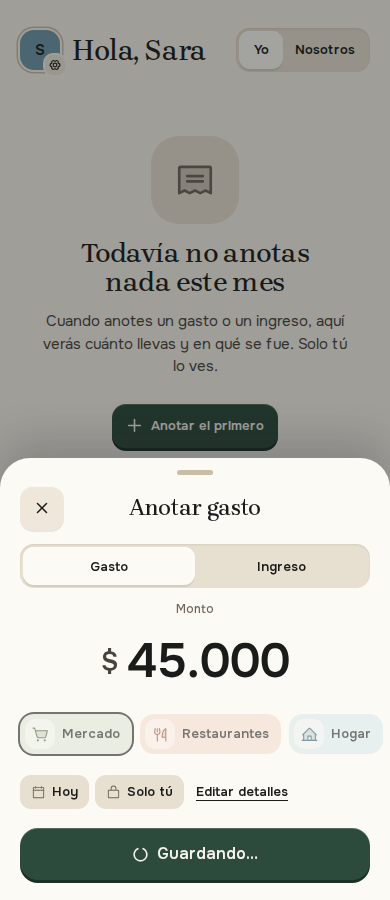 S
Hola, Sara
Yo
Nosotros
Todavía no anotas
nada este mes
Cuando anotes un gasto o un ingreso, aquí
verás cuánto llevas y en qué se fue. Solo tú
lo ves.
Anotar el primero
Anotar gasto
Gasto
Ingreso
Monto
$ 45.000
Mercado
Restaurantes
Hogar
Hoy
Solo tú
Editar detalles
Guardando...